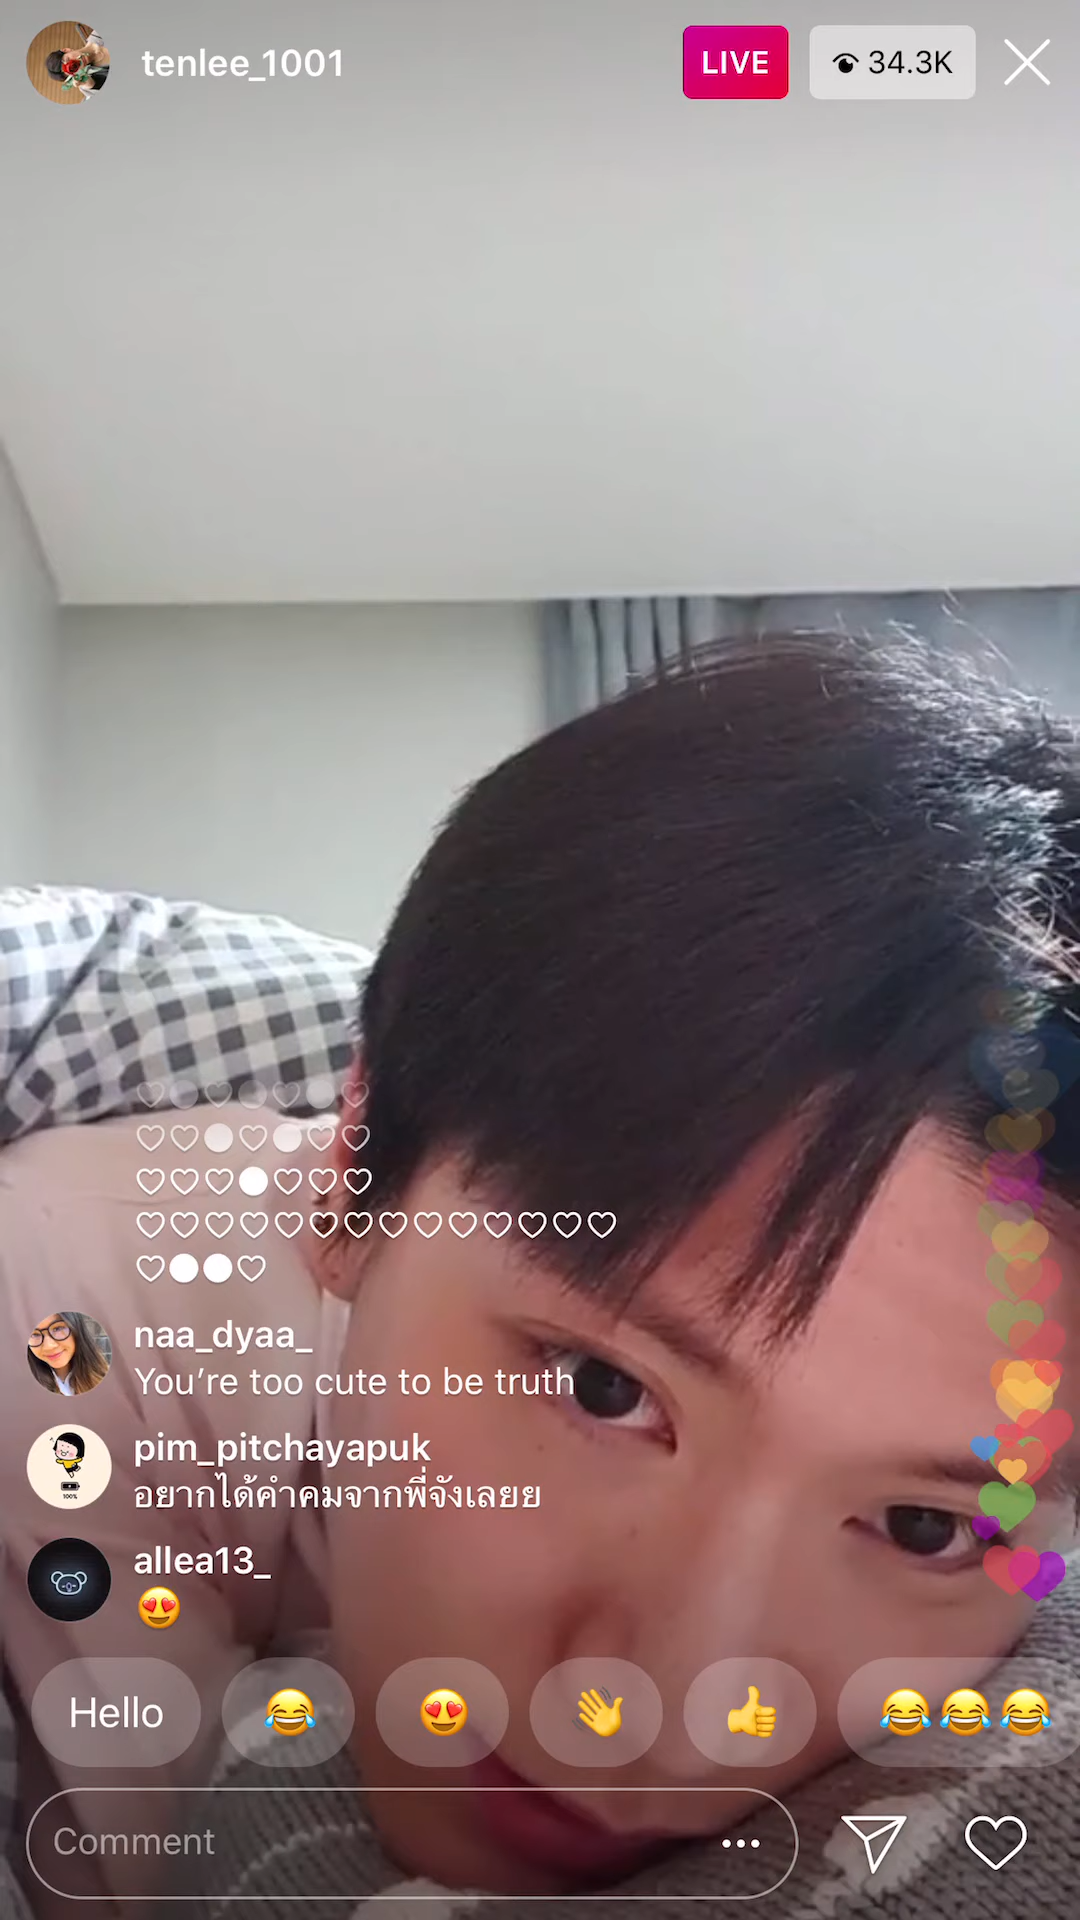 tenlee_1001
LIVE
34.3K
♡●♡●♡●♡
♡♡●♡●♡♡
♡♡♡●♡♡♡
♡♡♡♡♡♡♡♡♡♡♡♡♡♡
♡●●♡
naa_dyaa_
You’re too cute to be truth
pim_pitchayapuk
อยากได้คำคมจากพี่จังเลยย
allea13_
😍
Hello 😂 😍 👋 👍 😂😂😂
Comment